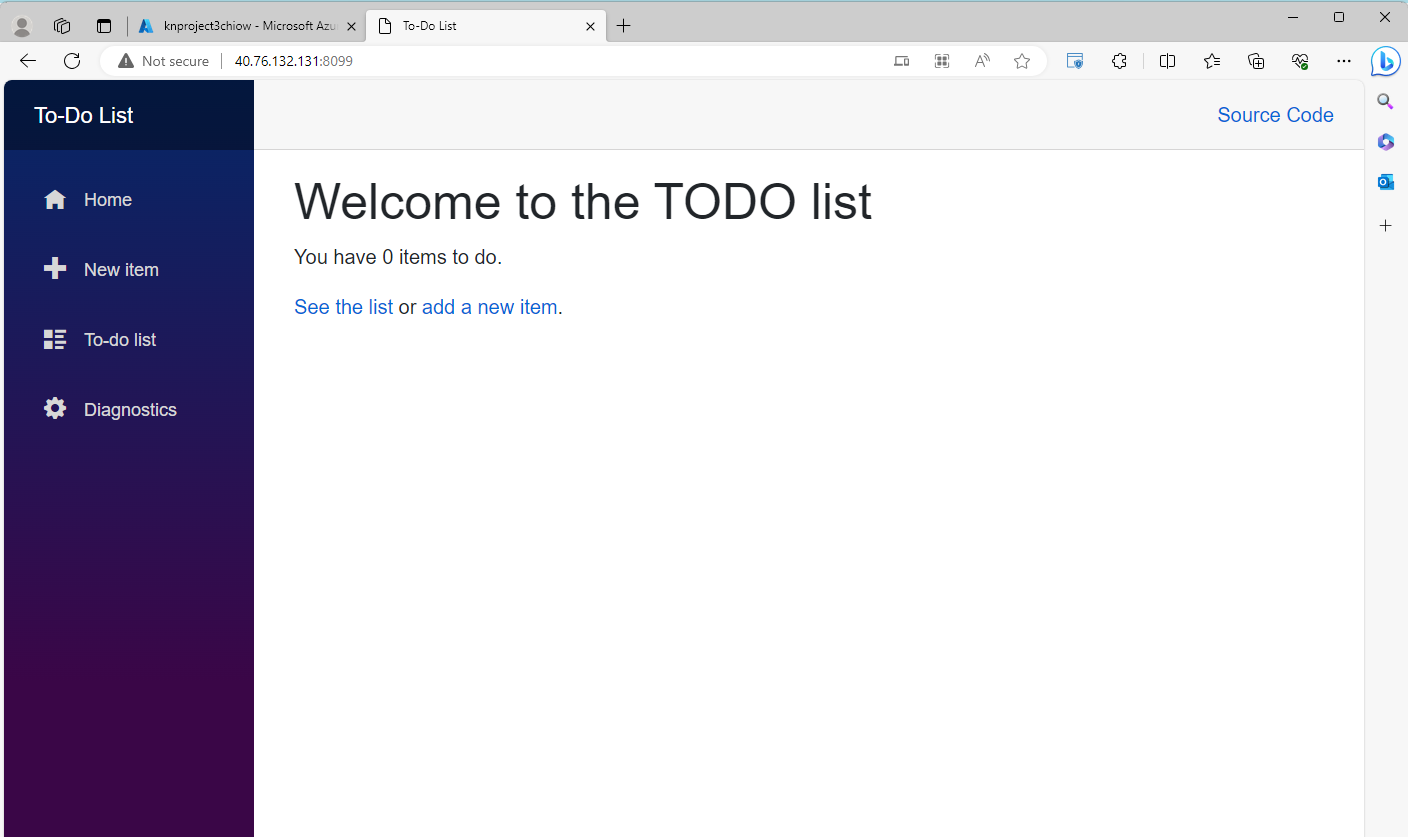 knproject3chiow - Microsoft Azu
To-Do List
Not secure
40.76.132.131:8099
To-Do List
Source Code
Home
New item
To-do list
Diagnostics
Welcome to the TODO list
You have 0 items to do.
See the list or add a new item.